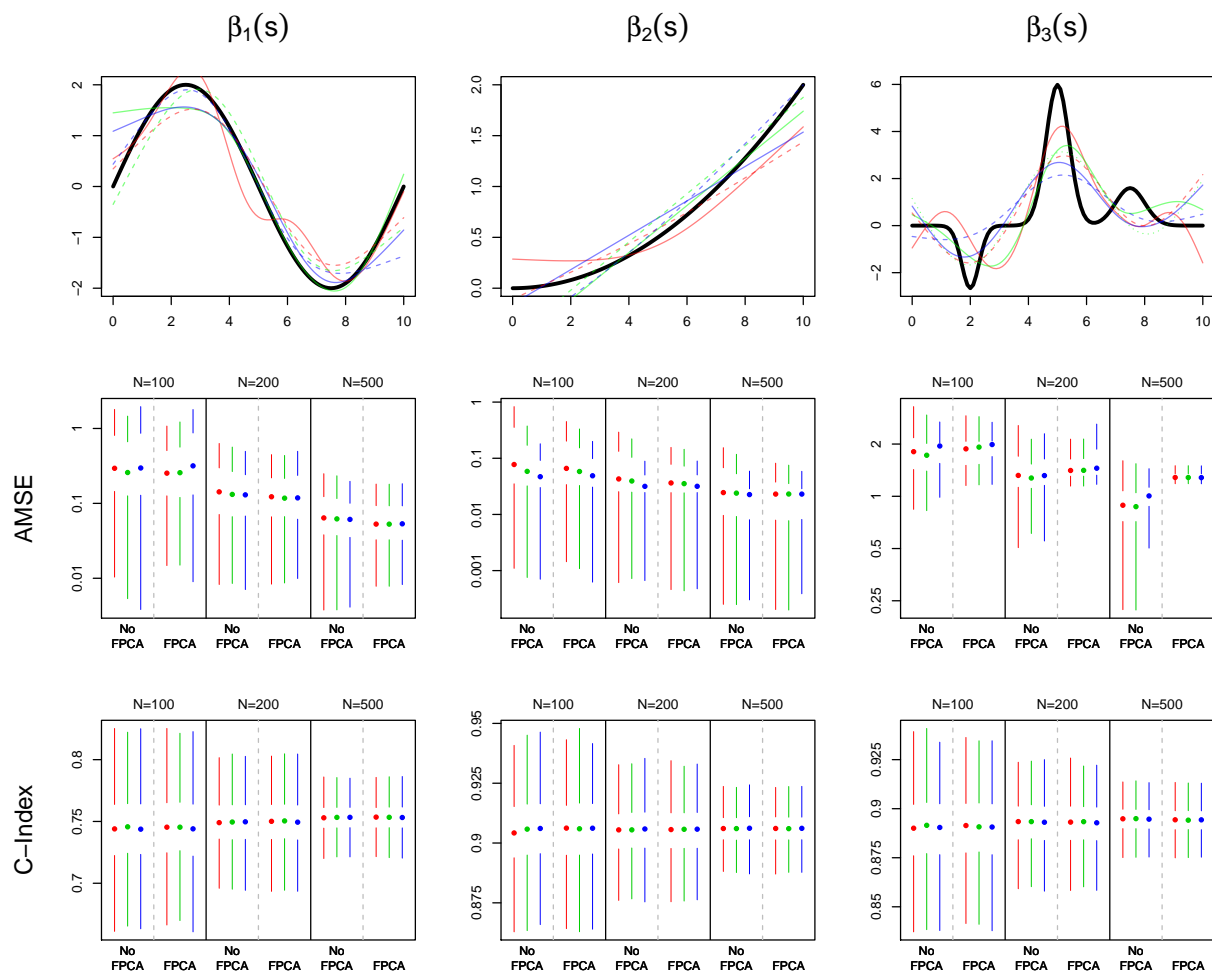 β1(s) β2(s) β3(s)
2
1
0
−1
−2
0 2 4 6 8 10
2.0
1.5
1.0
0.5
0.0
0 2 4 6 8 10
6
4
2
0
−2
0 2 4 6 8 10
AMSE
N=100 N=200 N=500
1
0.1
0.01
No FPCA FPCA No FPCA FPCA No FPCA FPCA
N=100 N=200 N=500
1
0.1
0.01
0.001
No FPCA FPCA No FPCA FPCA No FPCA FPCA
N=100 N=200 N=500
2
1
0.5
0.25
No FPCA FPCA No FPCA FPCA No FPCA FPCA
C−Index
N=100 N=200 N=500
0.8
0.75
0.7
No FPCA FPCA No FPCA FPCA No FPCA FPCA
N=100 N=200 N=500
0.95
0.925
0.9
0.875
No FPCA FPCA No FPCA FPCA No FPCA FPCA
N=100 N=200 N=500
0.925
0.9
0.875
0.85
No FPCA FPCA No FPCA FPCA No FPCA FPCA